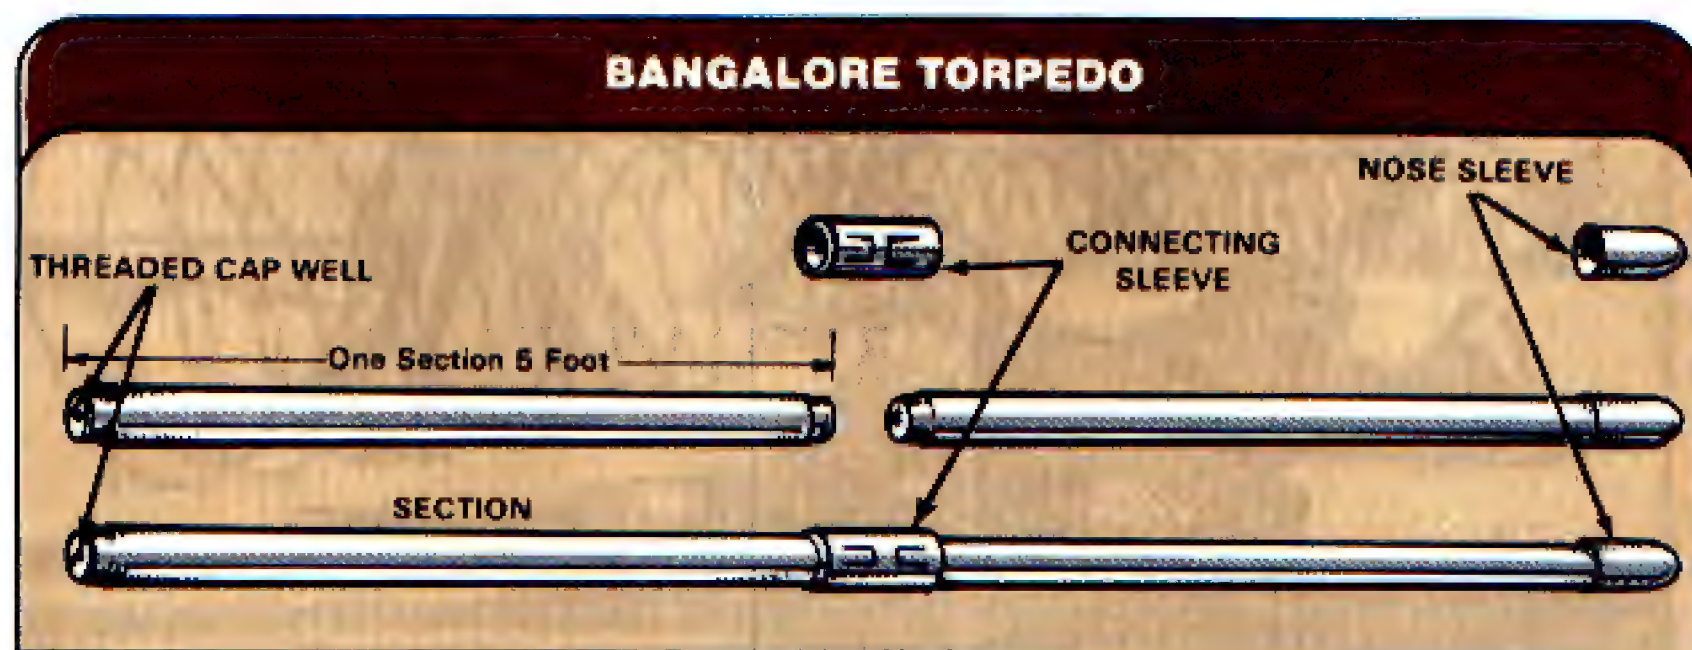 BANGALORE TORPEDO
NOSE SLEEVE
CONNECTING
SLEEVE
THREADED CAP WELL
One Section 5 Foot
SECTION